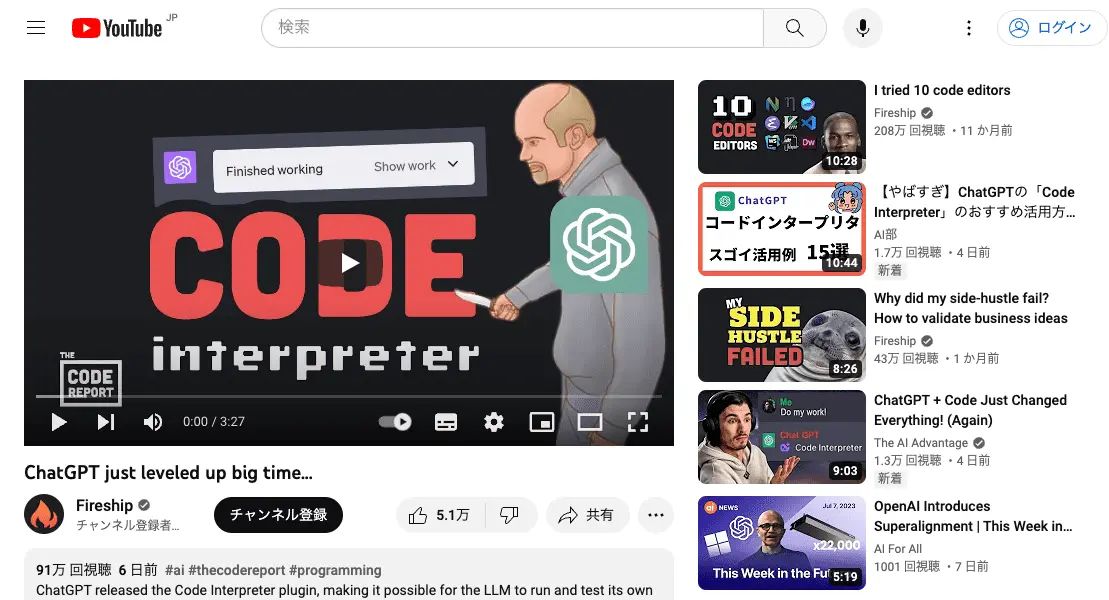 YouTube JP
検索
ログイン
Finished working
Show work
CODE
interpreter
THE
CODE
REPORT
0:00 / 3:27
ChatGPT just leveled up big time...
Fireship
チャンネル登録者...
チャンネル登録
5.1万
共有
91万 回視聴 6 日前 #ai #thecodereport #programming
ChatGPT released the Code Interpreter plugin, making it possible for the LLM to run and test its own
10
CODE
EDITORS
Dw
10:28
I tried 10 code editors
Fireship
208万 回視聴 ・11 か月前
ChatGPT
コードインタープリタ
スゴイ活用例 15選
10:44
【やばすぎ】ChatGPTの「Code
Interpreter」のおすすめ活用方...
AI部
1.7万 回視聴 ・4 日前
新着
MY
SIDE
HUSTLE
FAILED
8:26
Why did my side-hustle fail?
How to validate business ideas
Fireship
43万 回視聴 ・1 か月前
Me
Do my work!
Chat GPT
Code Interpreter
9:03
ChatGPT + Code Just Changed
Everything! (Again)
The AI Advantage
1.3万 回視聴 ・4 日前
新着
ai NEWS
Jul 7, 2023
x22,000
This Week in the Fu
5:19
OpenAI Introduces
Superalignment | This Week in...
AI For All
1001 回視聴 ・7 日前